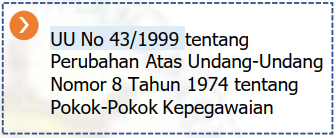 UU No 43/1999 tentang
Perubahan Atas Undang-Undang
Nomor 8 Tahun 1974 tentang
Pokok-Pokok Kepegawaian